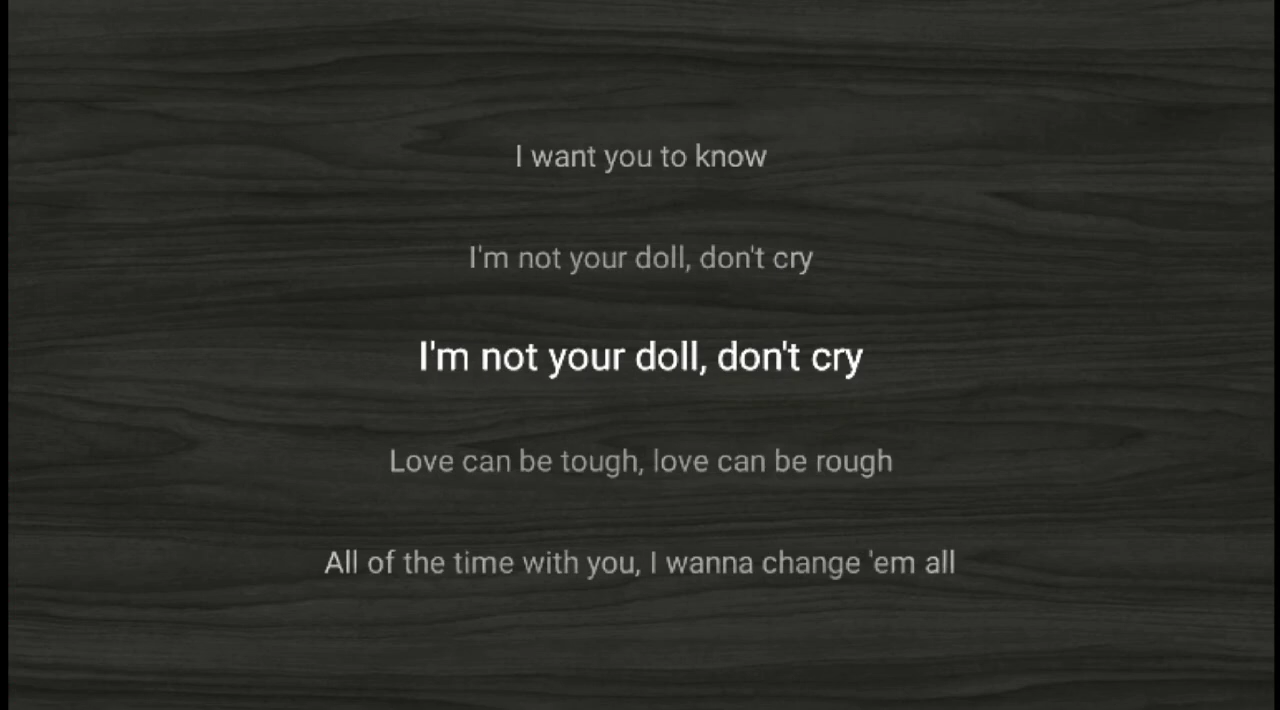 I want you to know
I'm not your doll, don't cry
I'm not your doll, don't cry
Love can be tough, love can be rough
All of the time with you, I wanna change 'em all